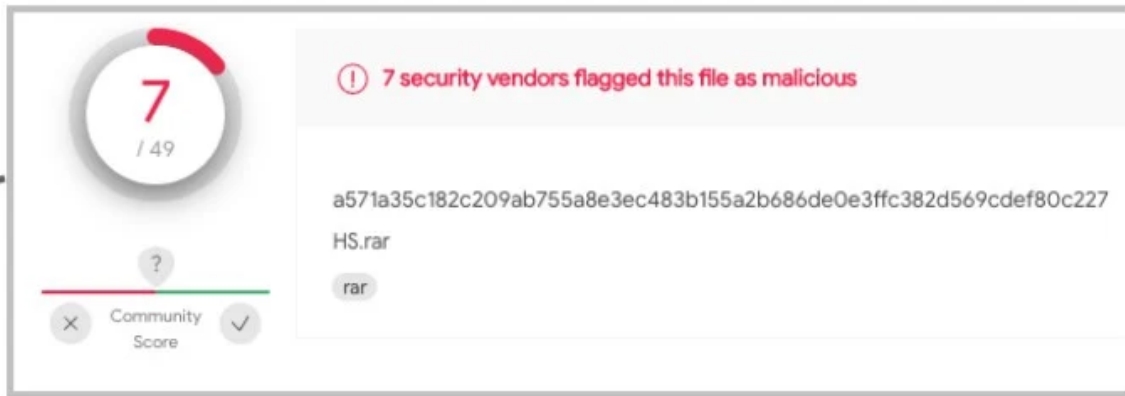 7
/ 49
?
Community
Score
7 security vendors flagged this file as malicious
a571a35c182c209ab755a8e3ec483b155a2b686de0e3ffc382d569cdef80c227
HS.rar
rar